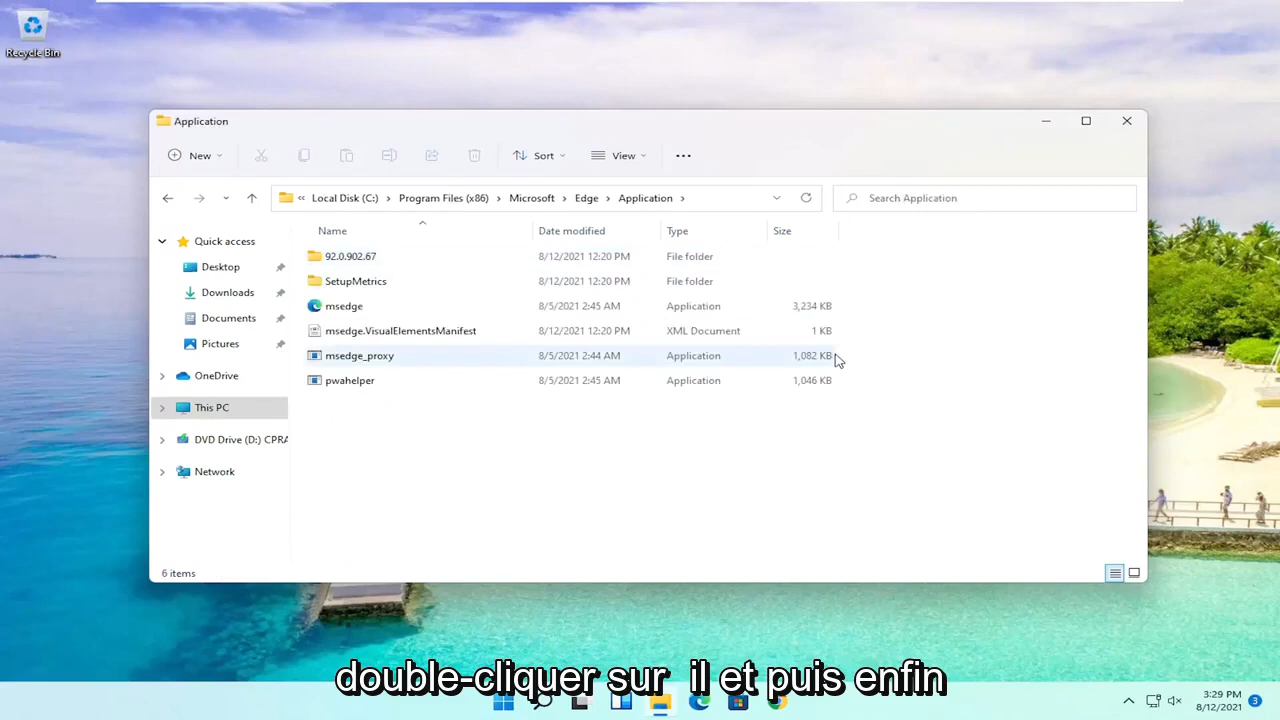 Recycle Bin
Application
New
Sort
View
Local Disk (C:) Program Files (x86) Microsoft Edge Application
Search Application
Name Date modified Type Size
Quick access
Desktop
Downloads
Documents
Pictures
OneDrive
This PC
DVD Drive (D:) CPRA
Network
92.0.902.67 8/12/2021 12:20 PM File folder
SetupMetrics 8/12/2021 12:20 PM File folder
msedge 8/5/2021 2:45 AM Application 3,234 KB
msedge.VisualElementsManifest 8/12/2021 12:20 PM XML Document 1 KB
msedge_proxy 8/5/2021 2:44 AM Application 1,082 KB
pwahelper 8/5/2021 2:45 AM Application 1,046 KB
6 items
double-cliquer sur il et puis enfin
3:29 PM
8/12/2021
3